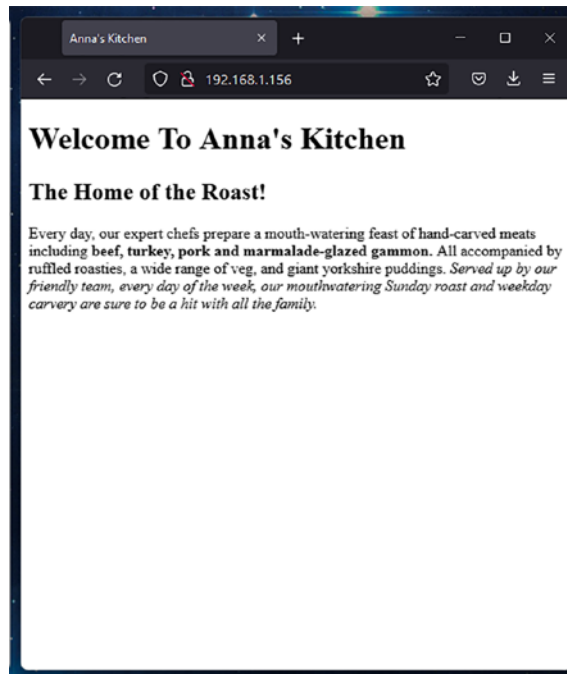 Anna's Kitchen
192.168.1.156
Welcome To Anna's Kitchen
The Home of the Roast!
Every day, our expert chefs prepare a mouth-watering feast of hand-carved meats
including beef, turkey, pork and marmalade-glazed gammon. All accompanied by
ruffled roasties, a wide range of veg, and giant yorkshire puddings. Served up by our
friendly team, every day of the week, our mouthwatering Sunday roast and weekday
carvery are sure to be a hit with all the family.